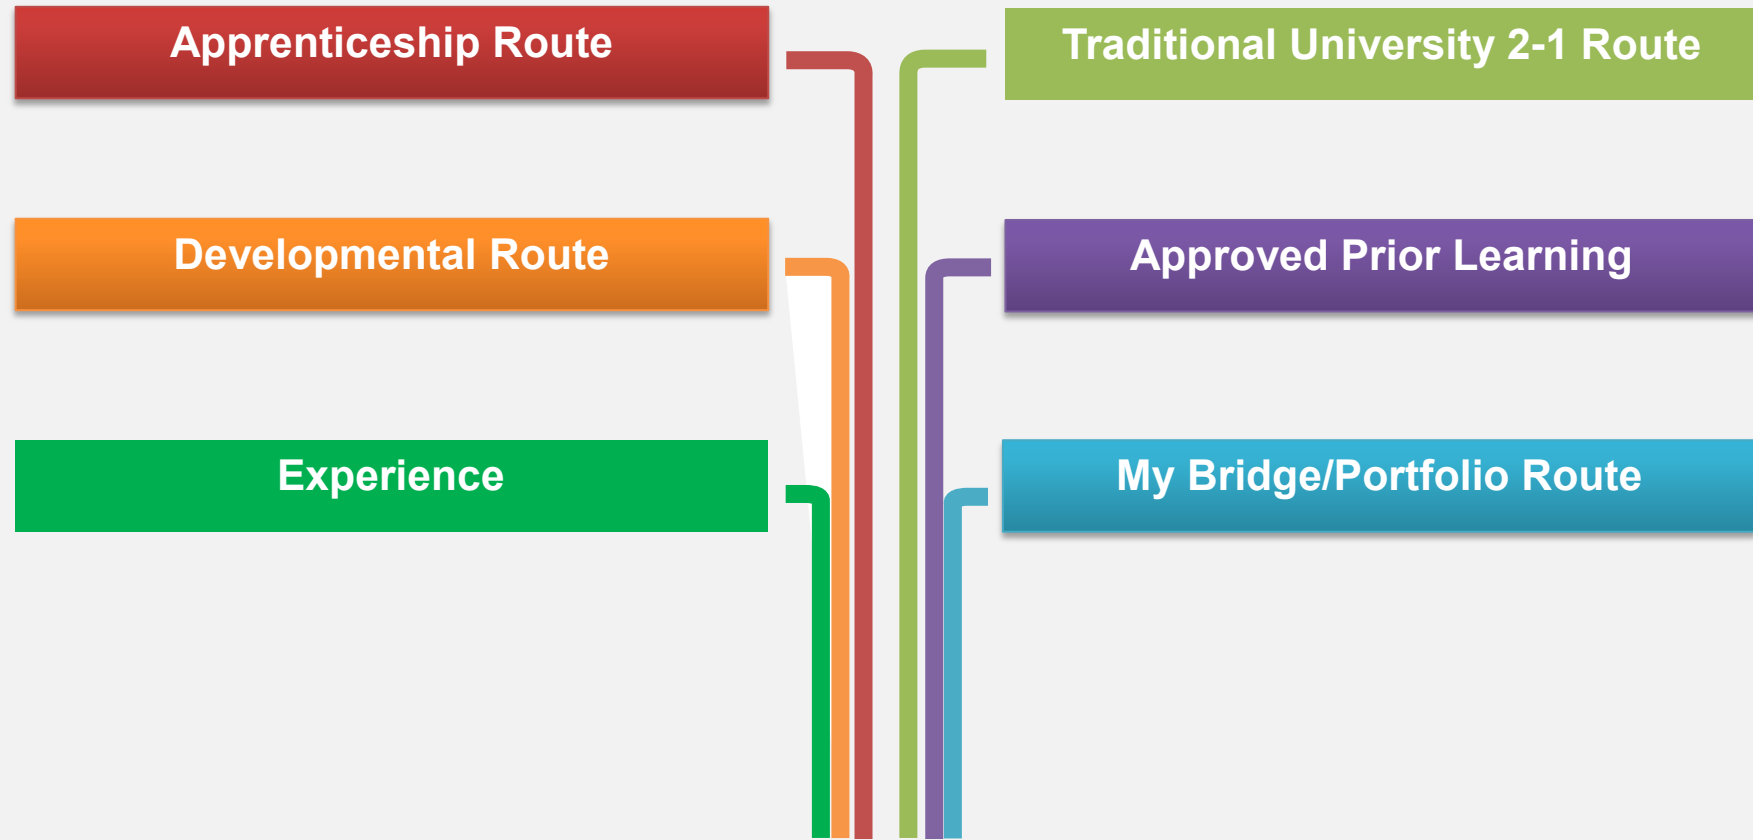 Apprenticeship Route
Traditional University 2-1 Route
Developmental Route
Approved Prior Learning
Experience
My Bridge/Portfolio Route